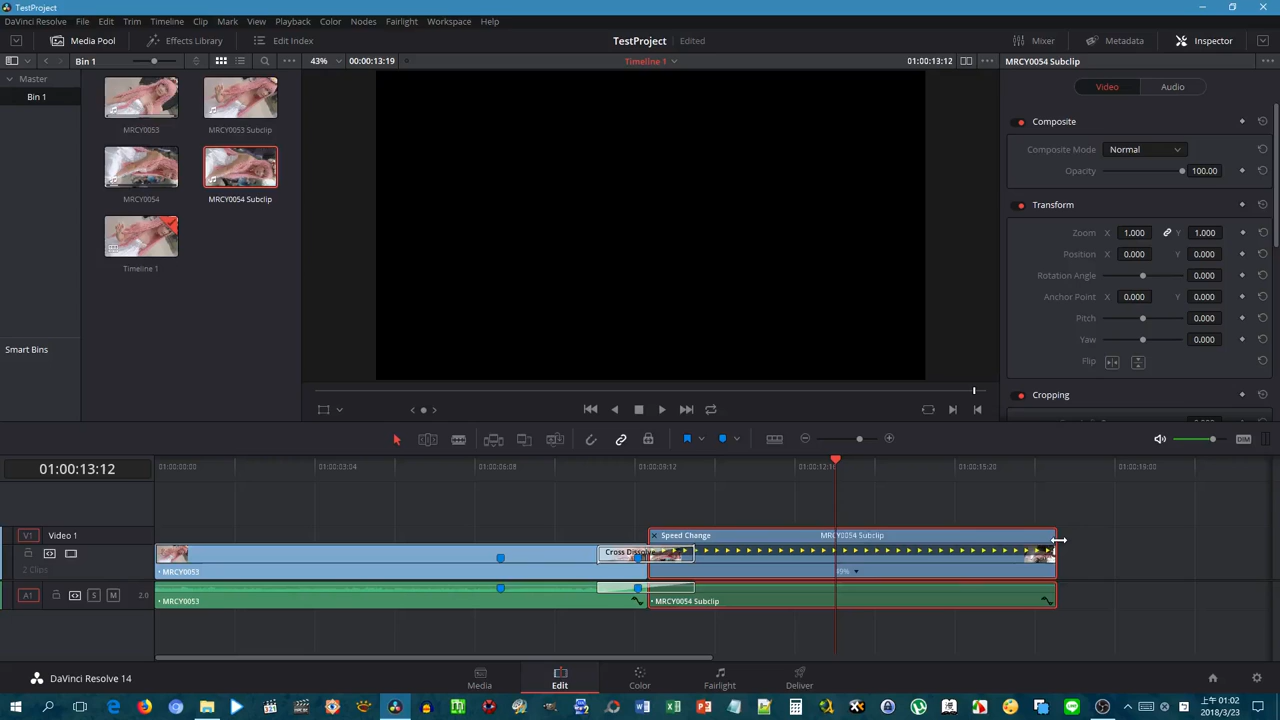 TestProject
DaVinci Resolve File Edit Trim Timeline Clip Mark View Playback Color Nodes Fairlight Workspace Help
Media Pool Effects Library Edit Index TestProject Edited Mixer Metadata Inspector
Bin 1 43% 00:00:13:19 Timeline 1 01:00:13:12 MRCY0054 Subclip
Master
Bin 1
MRCY0053 MRCY0053 Subclip
MRCY0054 MRCY0054 Subclip
Timeline 1
Smart Bins
Video Audio
Composite
Composite Mode Normal
Opacity 100.00
Transform
Zoom X 1.000 Y 1.000
Position X 0.000 Y 0.000
Rotation Angle 0.000
Anchor Point X 0.000 Y 0.000
Pitch 0.000
Yaw 0.000
Flip
Cropping
DIM
01:00:13:12
01:00:00:00 01:00:03:04 01:00:06:08 01:00:09:12 01:00:12:16 01:00:15:20 01:00:19:00
V1 Video 1
Speed Change MRCY0054 Subclip
Cross Dissolve
2 Clips
MRCY0053
A1 S M 2.0
MRCY0053 MRCY0054 Subclip
DaVinci Resolve 14
Media Edit Color Fairlight Deliver
上午 01:02
2018/3/23